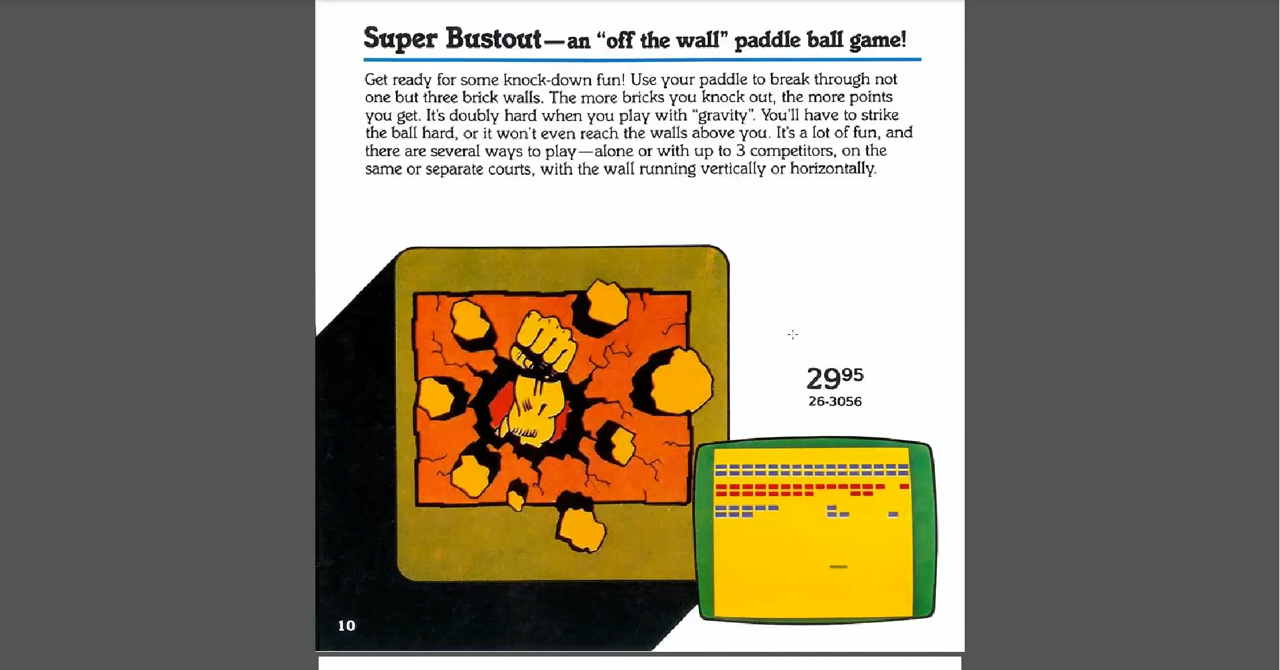 Super Bustout—an “off the wall” paddle ball game!
Get ready for some knock-down fun! Use your paddle to break through not
one but three brick walls. The more bricks you knock out, the more points
you get. It's doubly hard when you play with “gravity”. You'll have to strike
the ball hard, or it won't even reach the walls above you. It's a lot of fun, and
there are several ways to play—alone or with up to 3 competitors, on the
same or separate courts, with the wall running vertically or horizontally.
29⁹⁵
26-3056
10